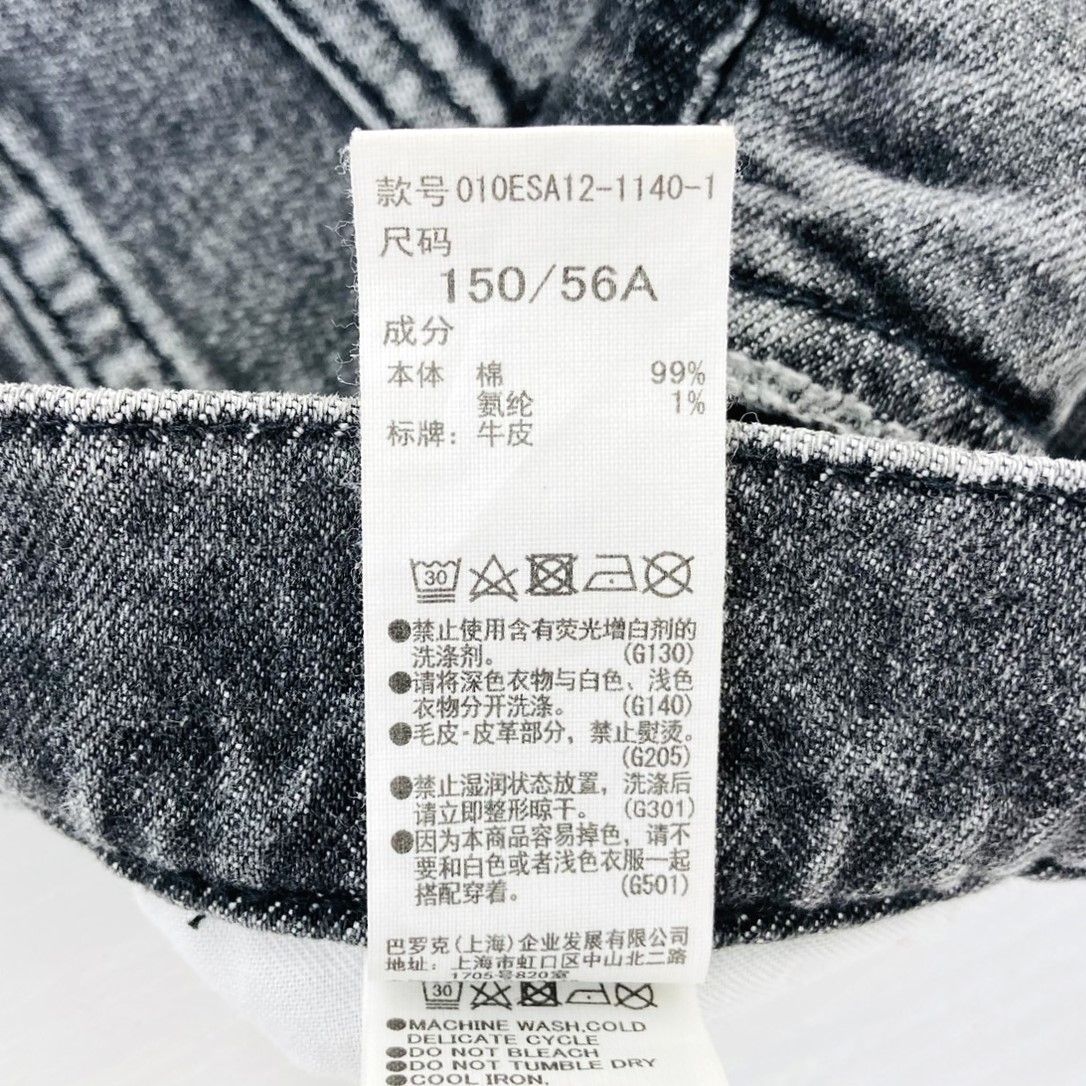 款号 010ESA12-1140-1
尺码
150/56A
成分
本体 棉 99%
氨纶 1%
标牌: 牛皮
30
●禁止使用含有荧光增白剂的
洗涤剂。 (G130)
●请将深色衣物与白色、浅色
衣物分开洗涤。 (G140)
●毛皮·皮革部分，禁止熨烫。
(G205)
●禁止湿润状态放置，洗涤后
请立即整形晾干。 (G301)
●因为本商品容易掉色，请不
要和白色或者浅色衣服一起
搭配穿着。 (G501)
巴罗克(上海)企业发展有限公司
地址: 上海市虹口区中山北二路
1705号820室
30
●MACHINE WASH,COLD
DELICATE CYCLE
●DO NOT BLEACH
●DO NOT TUMBLE DRY
●COOL IRON.